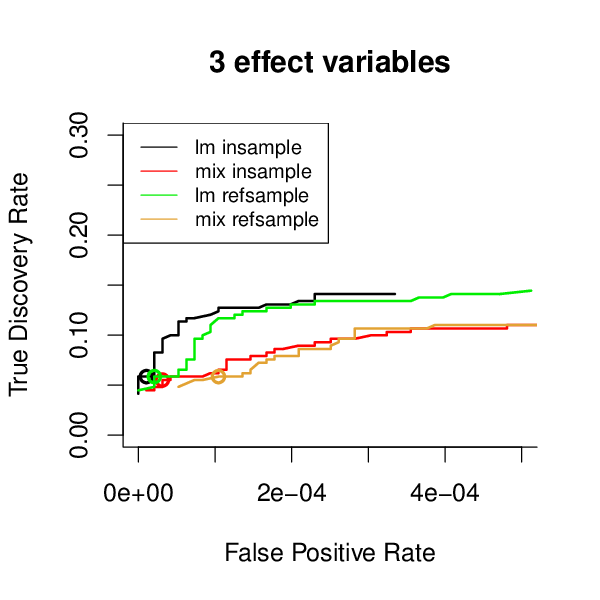 3 effect variables
lm insample
mix insample
lm refsample
mix refsample
True Discovery Rate
0.30
0.20
0.10
0.00
0e+00 2e−04 4e−04
False Positive Rate